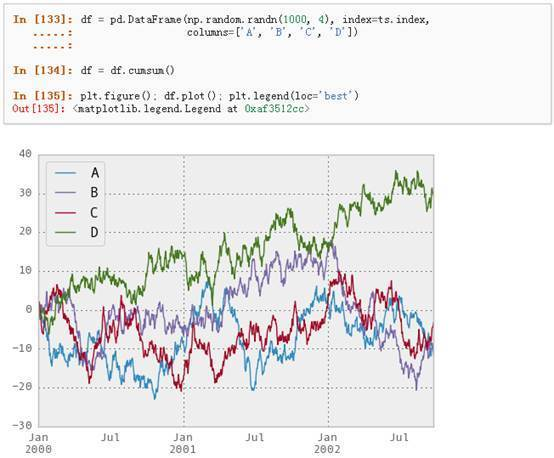 In [133]: df = pd.DataFrame(np.random.randn(1000, 4), index=ts.index,
   .....:                   columns=['A', 'B', 'C', 'D'])
   .....:
In [134]: df = df.cumsum()
In [135]: plt.figure(); df.plot(); plt.legend(loc='best')
Out[135]: <matplotlib.legend.Legend at 0xaf3512cc>
40
A
30
B
C
20
D
10
0
−10
−20
−30
Jan Jul Jan Jul Jan Jul
2000 2001 2002